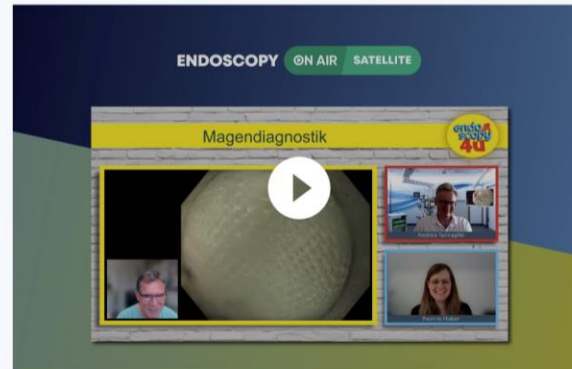 ENDOSCOPY ON AIR SATELLITE
Magendiagnostik
endo
scopy
4u